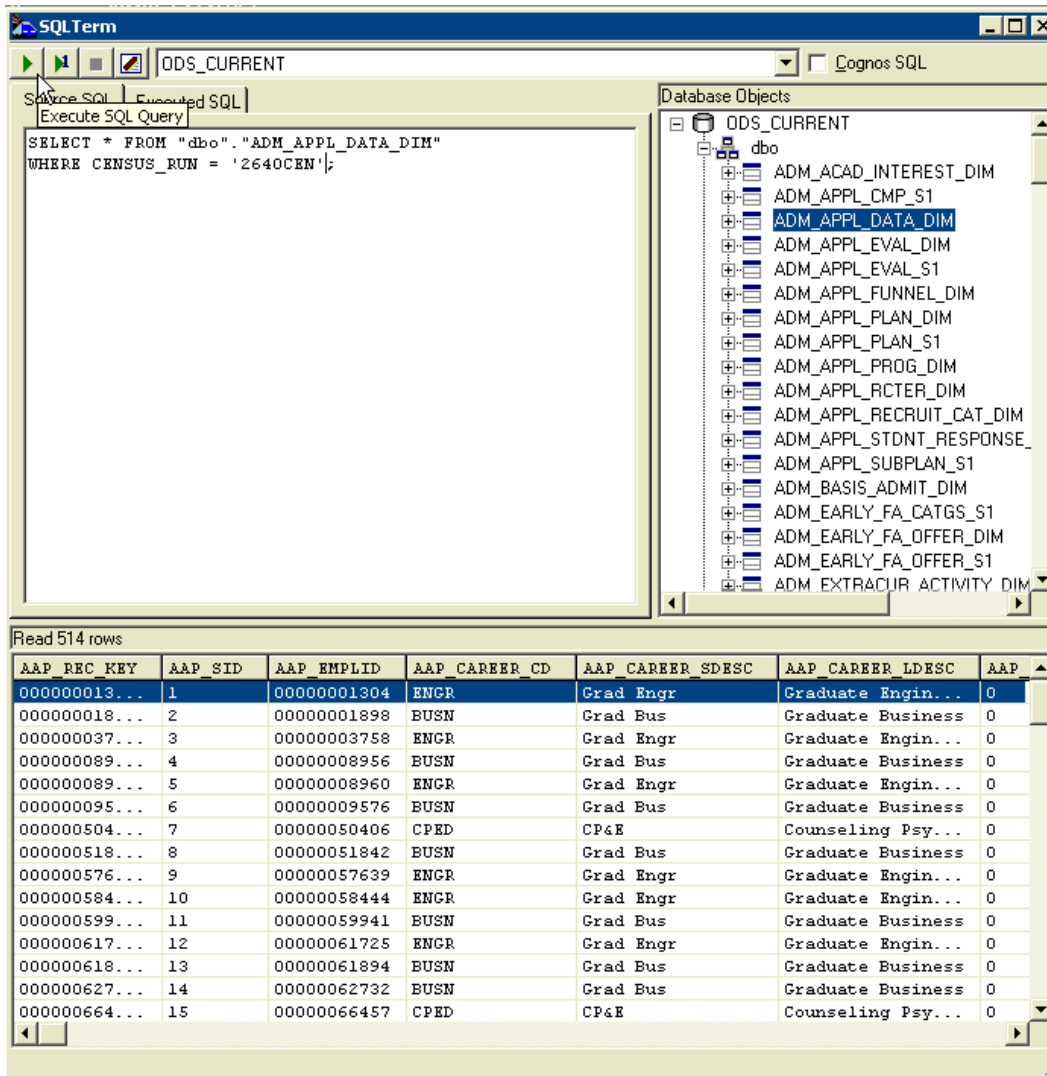 SQLTerm
ODS_CURRENT
Cognos SQL
Source SQL Executed SQL
Execute SQL Query
SELECT * FROM "dbo"."ADM_APPL_DATA_DIM"
WHERE CENSUS_RUN = '2640CEN';
Database Objects
ODS_CURRENT
dbo
ADM_ACAD_INTEREST_DIM
ADM_APPL_CMP_S1
ADM_APPL_DATA_DIM
ADM_APPL_EVAL_DIM
ADM_APPL_EVAL_S1
ADM_APPL_FUNNEL_DIM
ADM_APPL_PLAN_DIM
ADM_APPL_PLAN_S1
ADM_APPL_PROG_DIM
ADM_APPL_RCTER_DIM
ADM_APPL_RECRUIT_CAT_DIM
ADM_APPL_STDNT_RESPONSE_
ADM_APPL_SUBPLAN_S1
ADM_BASIS_ADMIT_DIM
ADM_EARLY_FA_CATGS_S1
ADM_EARLY_FA_OFFER_DIM
ADM_EARLY_FA_OFFER_S1
ADM_EXTRACUR_ACTIVITY_DIM
Read 514 rows
AAP_REC_KEY AAP_SID AAP_EMPLID AAP_CAREER_CD AAP_CAREER_SDESC AAP_CAREER_LDESC AAP_
000000013... 1 00000001304 ENGR Grad Engr Graduate Engin... 0
000000018... 2 00000001898 BUSN Grad Bus Graduate Business 0
000000037... 3 00000003758 ENGR Grad Engr Graduate Engin... 0
000000089... 4 00000008956 BUSN Grad Bus Graduate Business 0
000000089... 5 00000008960 ENGR Grad Engr Graduate Engin... 0
000000095... 6 00000009576 BUSN Grad Bus Graduate Business 0
000000504... 7 00000050406 CPED CP&E Counseling Psy... 0
000000518... 8 00000051842 BUSN Grad Bus Graduate Business 0
000000576... 9 00000057639 ENGR Grad Engr Graduate Engin... 0
000000584... 10 00000058444 ENGR Grad Engr Graduate Engin... 0
000000599... 11 00000059941 BUSN Grad Bus Graduate Business 0
000000617... 12 00000061725 ENGR Grad Engr Graduate Engin... 0
000000618... 13 00000061894 BUSN Grad Bus Graduate Business 0
000000627... 14 00000062732 BUSN Grad Bus Graduate Business 0
000000664... 15 00000066457 CPED CP&E Counseling Psy... 0